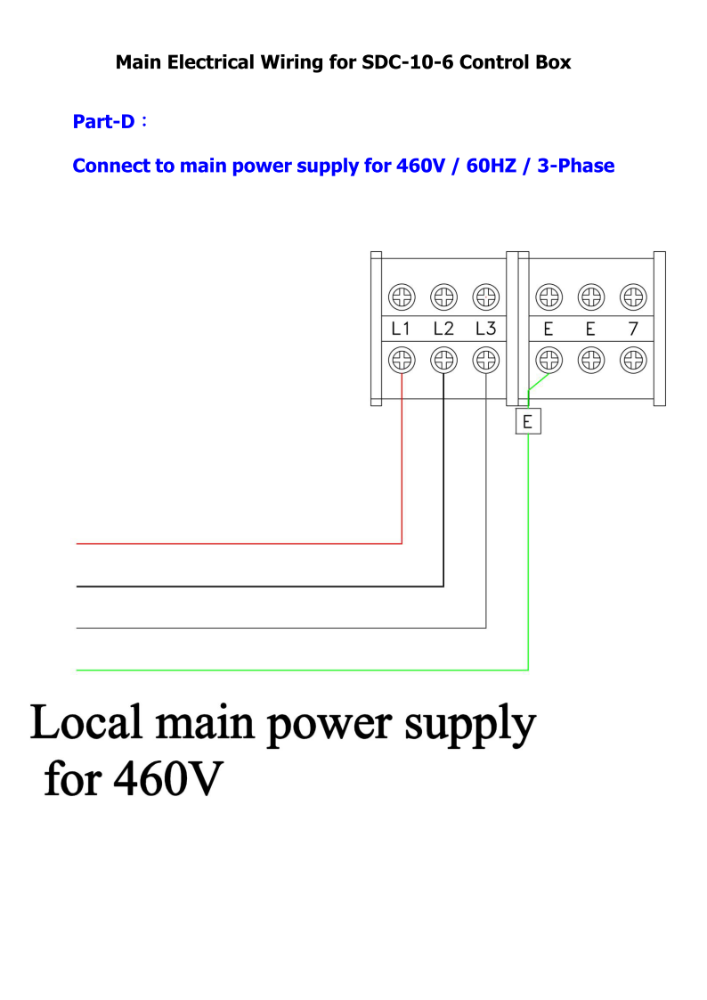 Main Electrical Wiring for SDC-10-6 Control Box
Part-D：
Connect to main power supply for 460V / 60HZ / 3-Phase
L1 L2 L3 E E 7
E
Local main power supply
for 460V